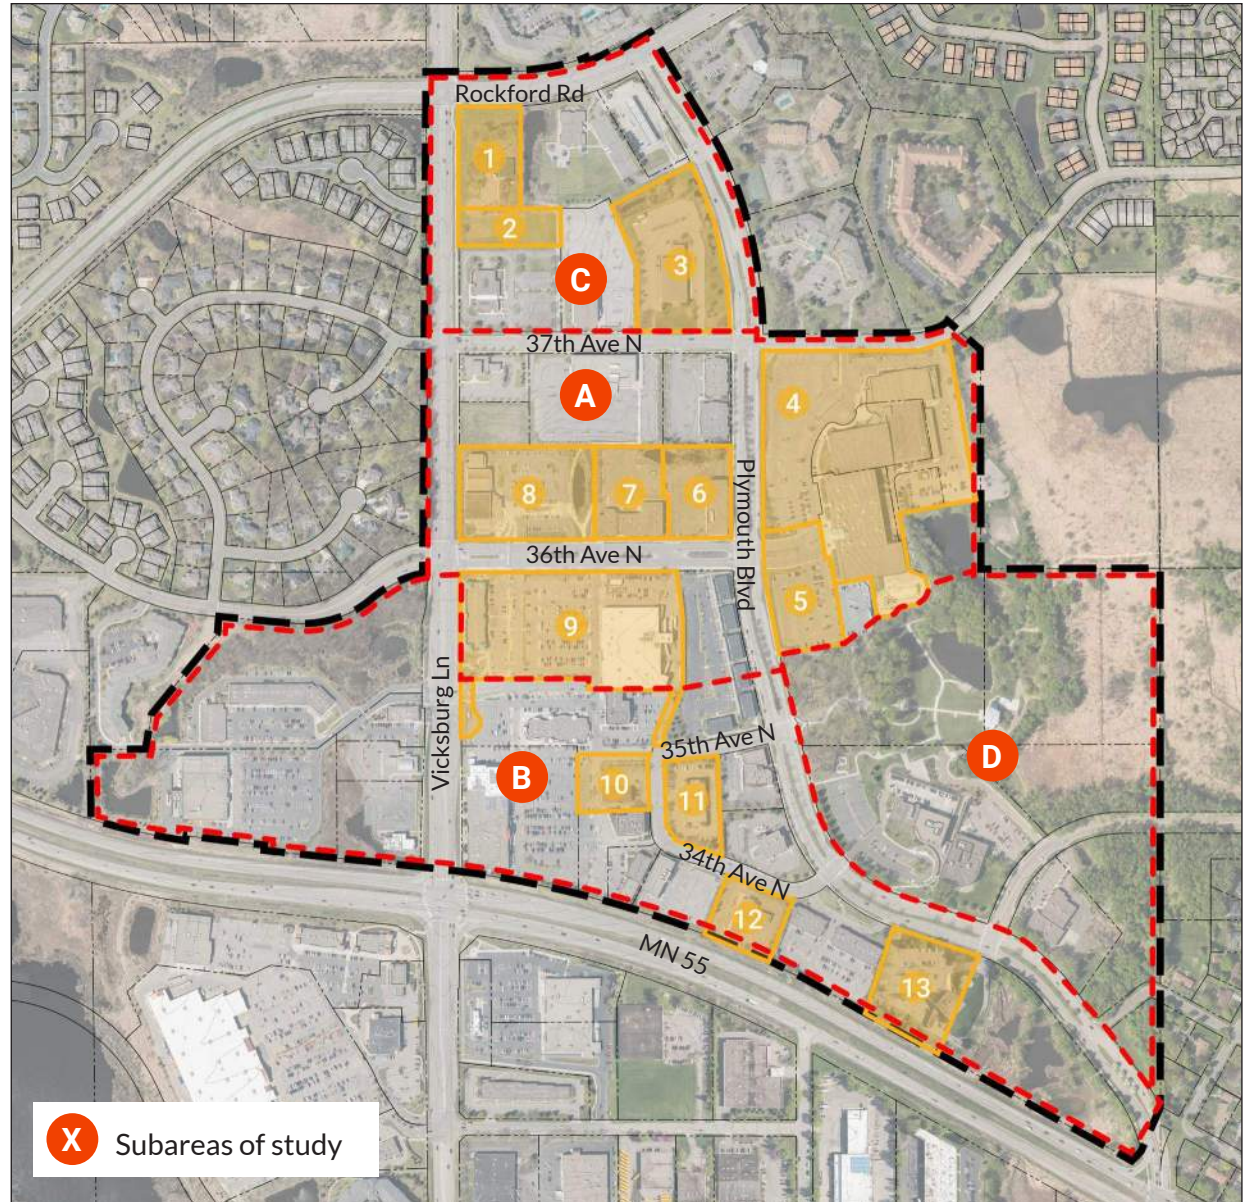 Rockford Rd
1
2
3
C
37th Ave N
A
4
8
7
6
Plymouth Blvd
36th Ave N
5
9
Vicksburg Ln
35th Ave N
B
10
11
D
34th Ave N
12
MN 55
13
X Subareas of study